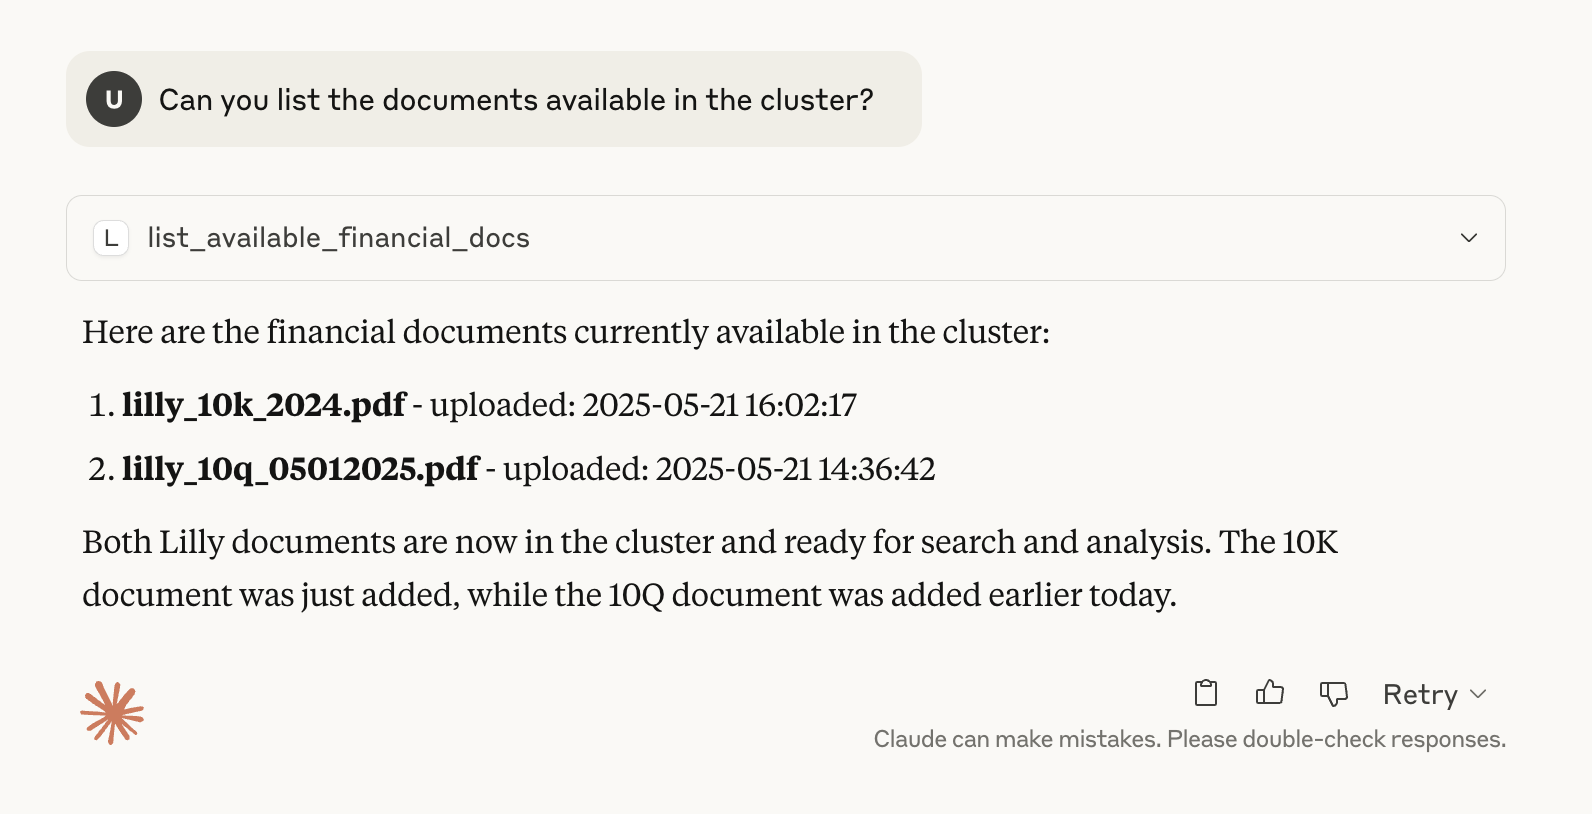 U
Can you list the documents available in the cluster?
L
list_available_financial_docs
Here are the financial documents currently available in the cluster:
1. lilly_10k_2024.pdf - uploaded: 2025-05-21 16:02:17
2. lilly_10q_05012025.pdf - uploaded: 2025-05-21 14:36:42
Both Lilly documents are now in the cluster and ready for search and analysis. The 10K
document was just added, while the 10Q document was added earlier today.
Retry
Claude can make mistakes. Please double-check responses.